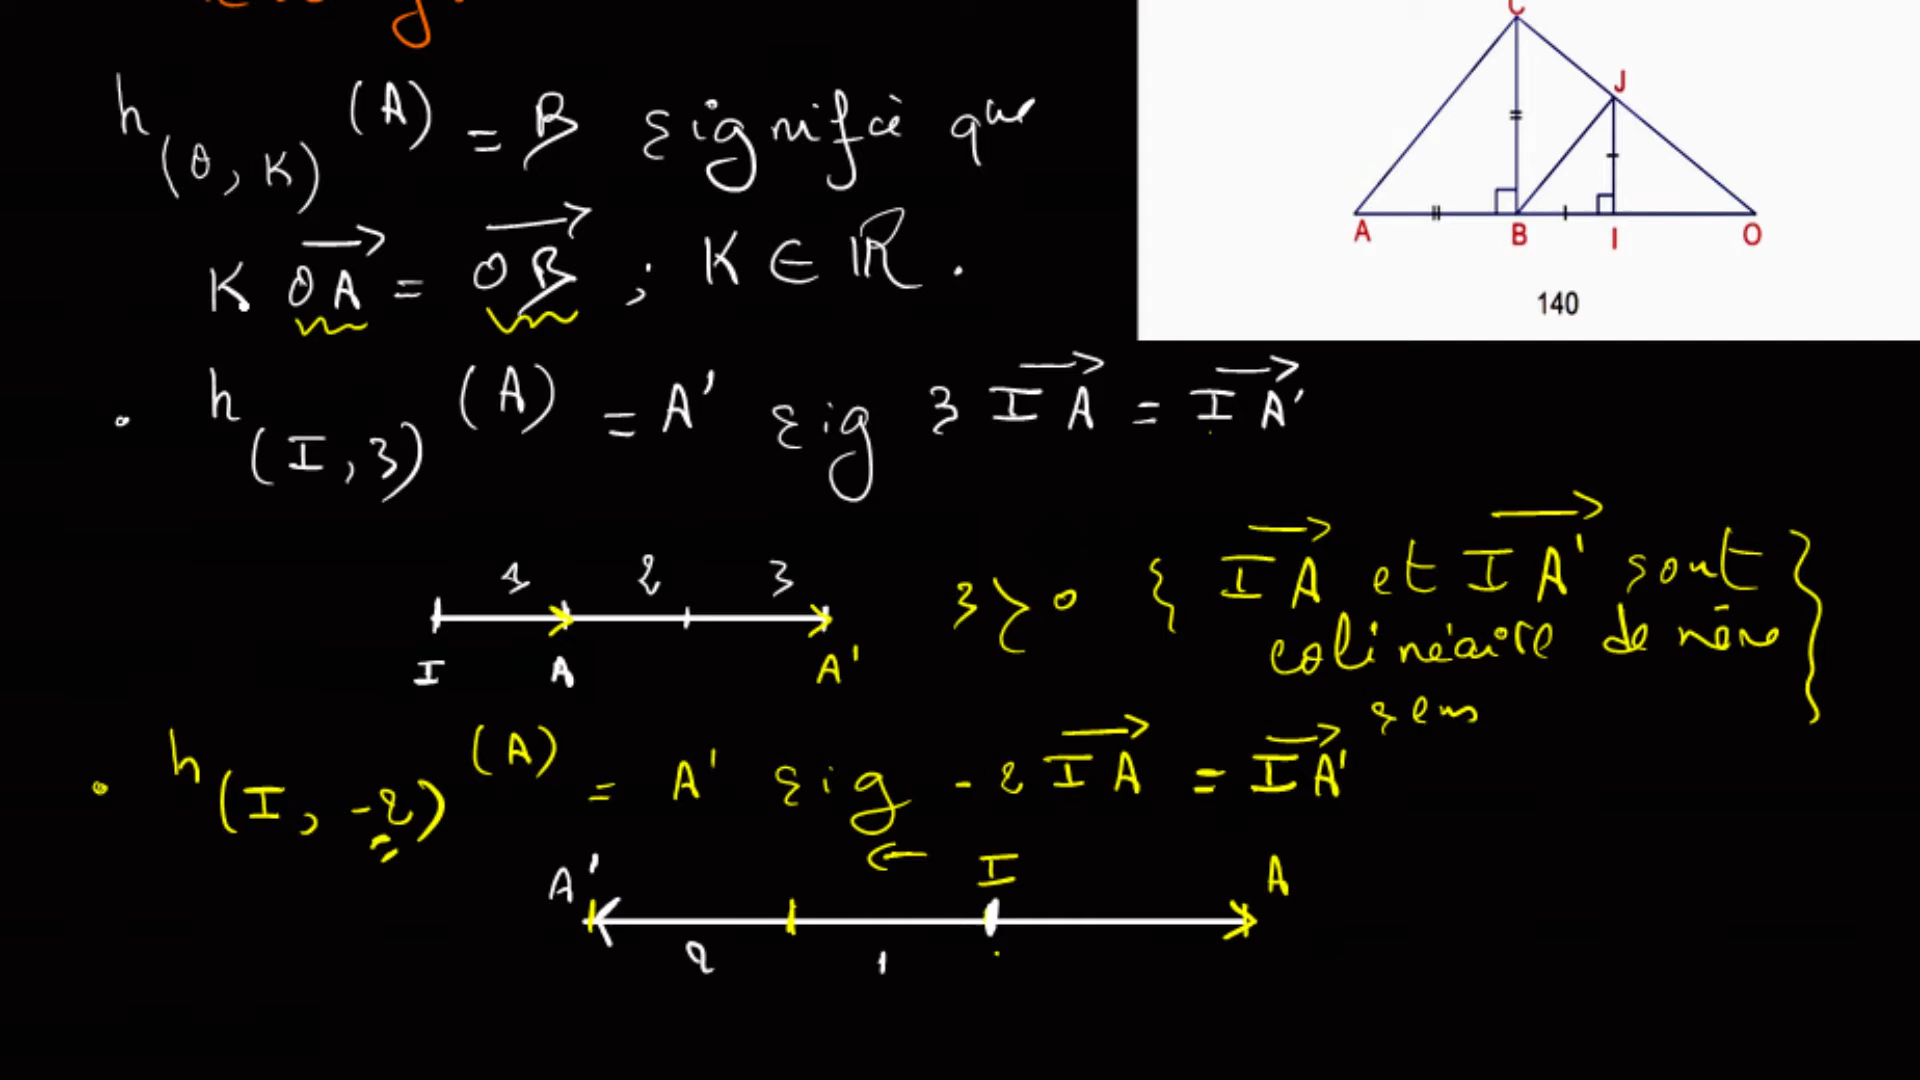 h(O, K) (A) = B signifie que
K OA = OB ; K ∈ ℝ.
C
J
A B I O
140
• h(I, 3) (A) = A' sig 3 IA = IA'
1 2 3
I A A'
3 > 0 { IA et IA' sont
colinéaire de même
sens }
• h(I, -2) (A) = A' sig -2 IA = IA'
A' ← I A
2 1